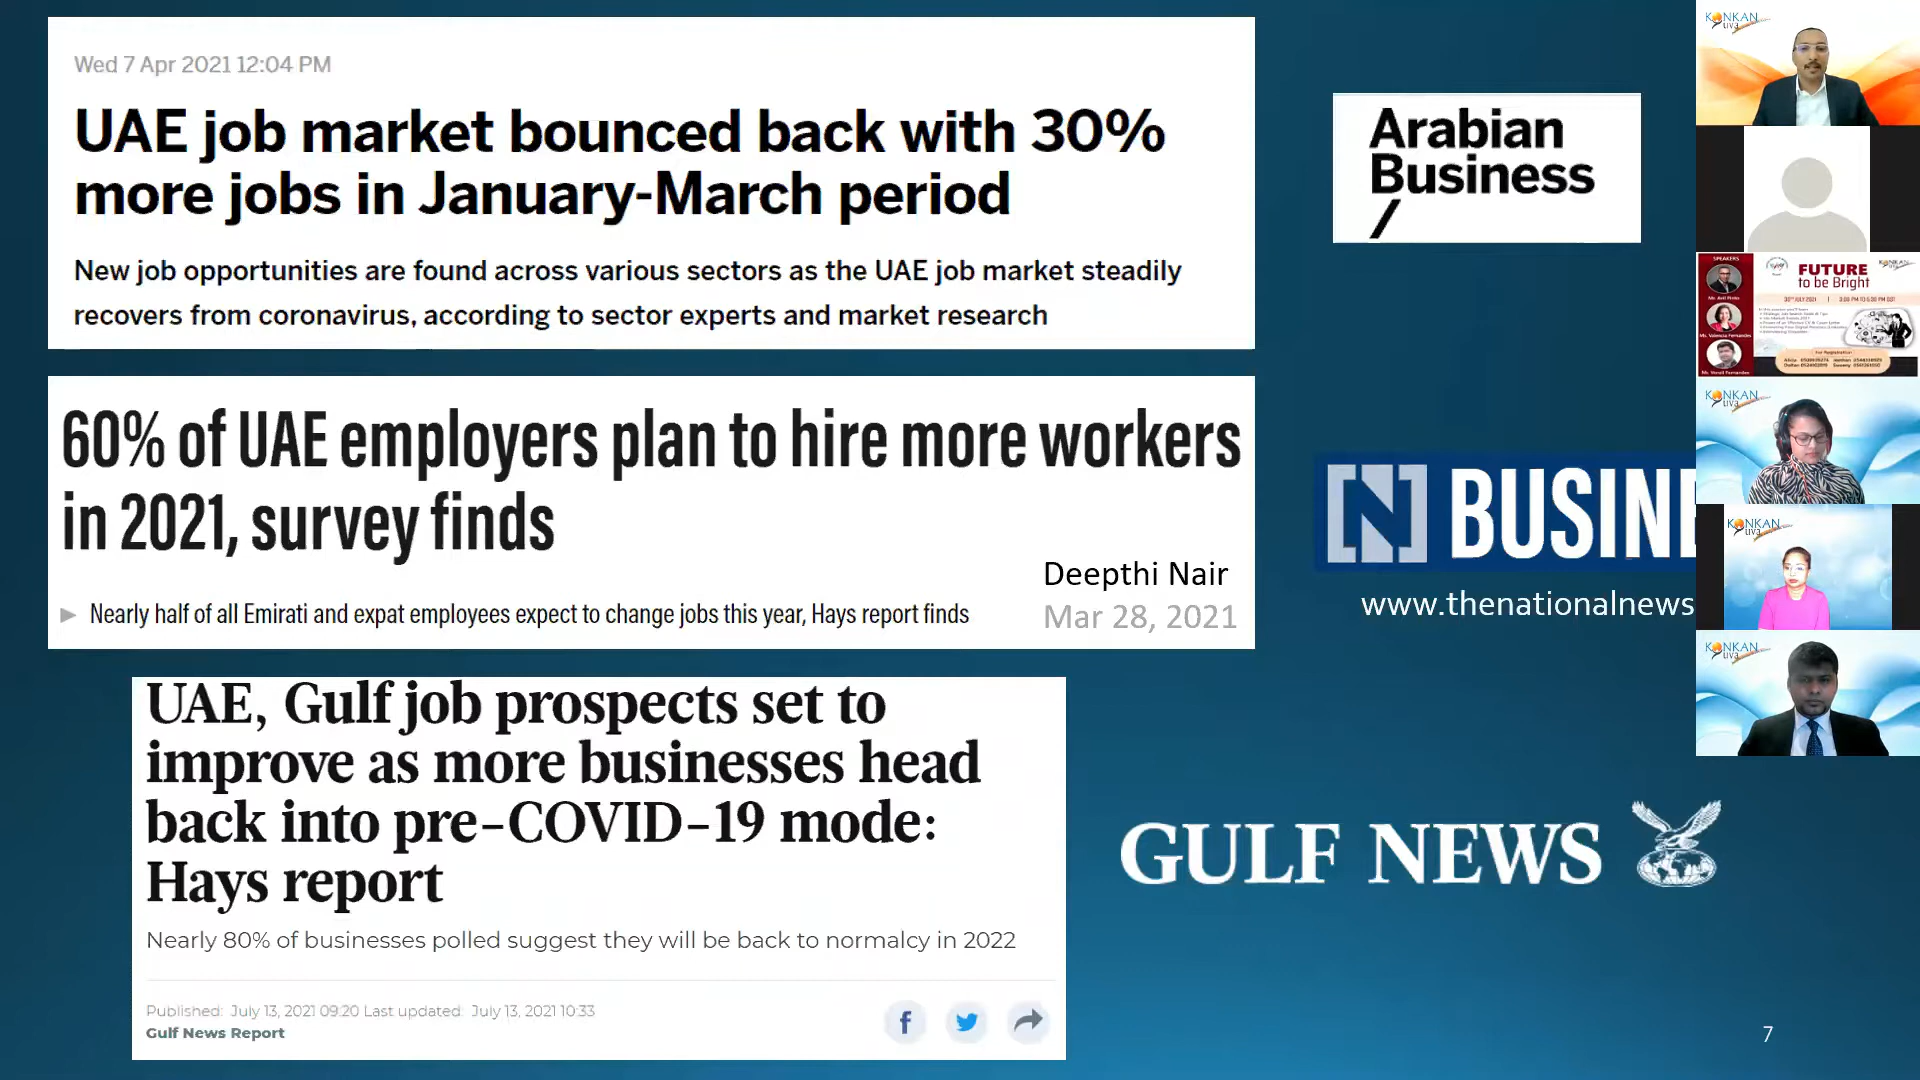 Wed 7 Apr 2021 12:04 PM
UAE job market bounced back with 30%
more jobs in January-March period
New job opportunities are found across various sectors as the UAE job market steadily
recovers from coronavirus, according to sector experts and market research
Arabian
Business
/
60% of UAE employers plan to hire more workers
in 2021, survey finds
Deepthi Nair
▶ Nearly half of all Emirati and expat employees expect to change jobs this year, Hays report finds
Mar 28, 2021
[N] BUSINE
www.thenationalnews
UAE, Gulf job prospects set to
improve as more businesses head
back into pre-COVID-19 mode:
Hays report
Nearly 80% of businesses polled suggest they will be back to normalcy in 2022
Published: July 13, 2021 09:20 Last updated: July 13, 2021 10:33
Gulf News Report
GULF NEWS
7
KONKAN
uva
SPEAKERS
FUTURE
to be Bright
KONKAN
KONKAN
uva
KONKAN
uva
KONKAN
uva